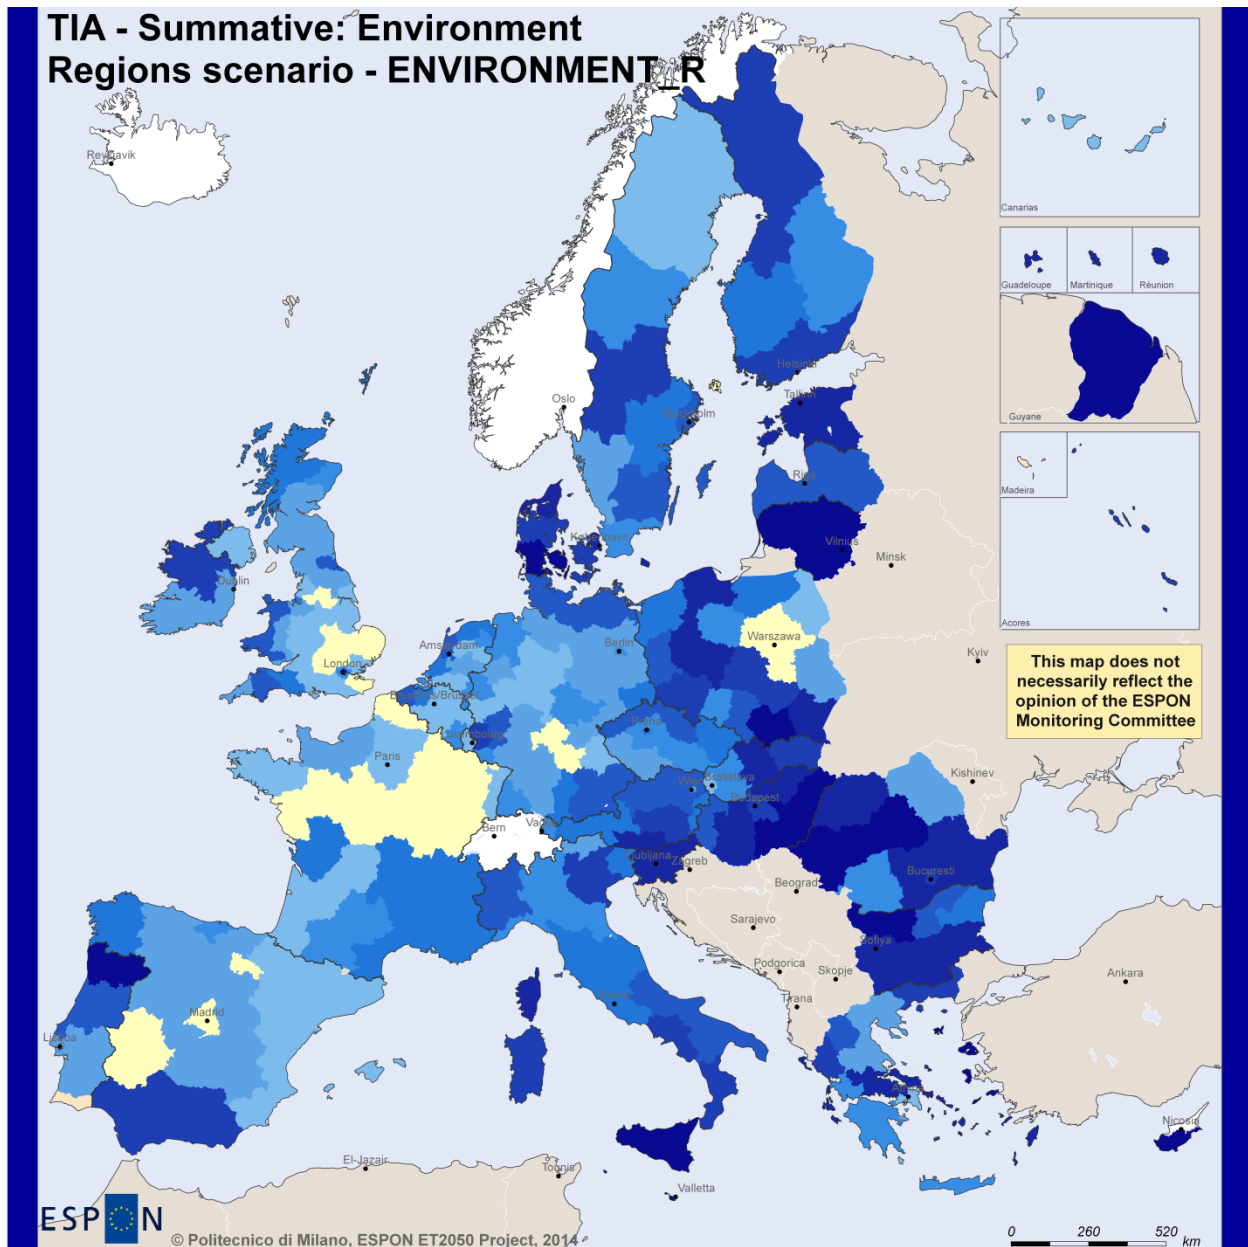 TIA - Summative: Environment
Regions scenario - ENVIRONMENT_R
Reykjavik
Canarias
Guadeloupe
Martinique
Réunion
Guyane
Madeira
Acores
Oslo
Helsinki
Tallinn
Stockholm
Riga
København
Vilnius
Minsk
Dublin
Amsterdam
Berlin
Warszawa
London
Kyiv
This map does not
necessarily reflect the
opinion of the ESPON
Monitoring Committee
Bruxelles/Brussel
Luxembourg
Praha
Paris
Kishinev
Wien
Bratislava
Budapest
Bern
Vaduz
Ljubljana
Zagreb
Bucuresti
Beograd
Sarajevo
Sofiya
Podgorica
Skopje
Ankara
Tirana
Roma
Madrid
Lisboa
Athina
Nicosia
El-Jazair
Tounis
Valletta
ESPON
© Politecnico di Milano, ESPON ET2050 Project, 2014
0 260 520
km